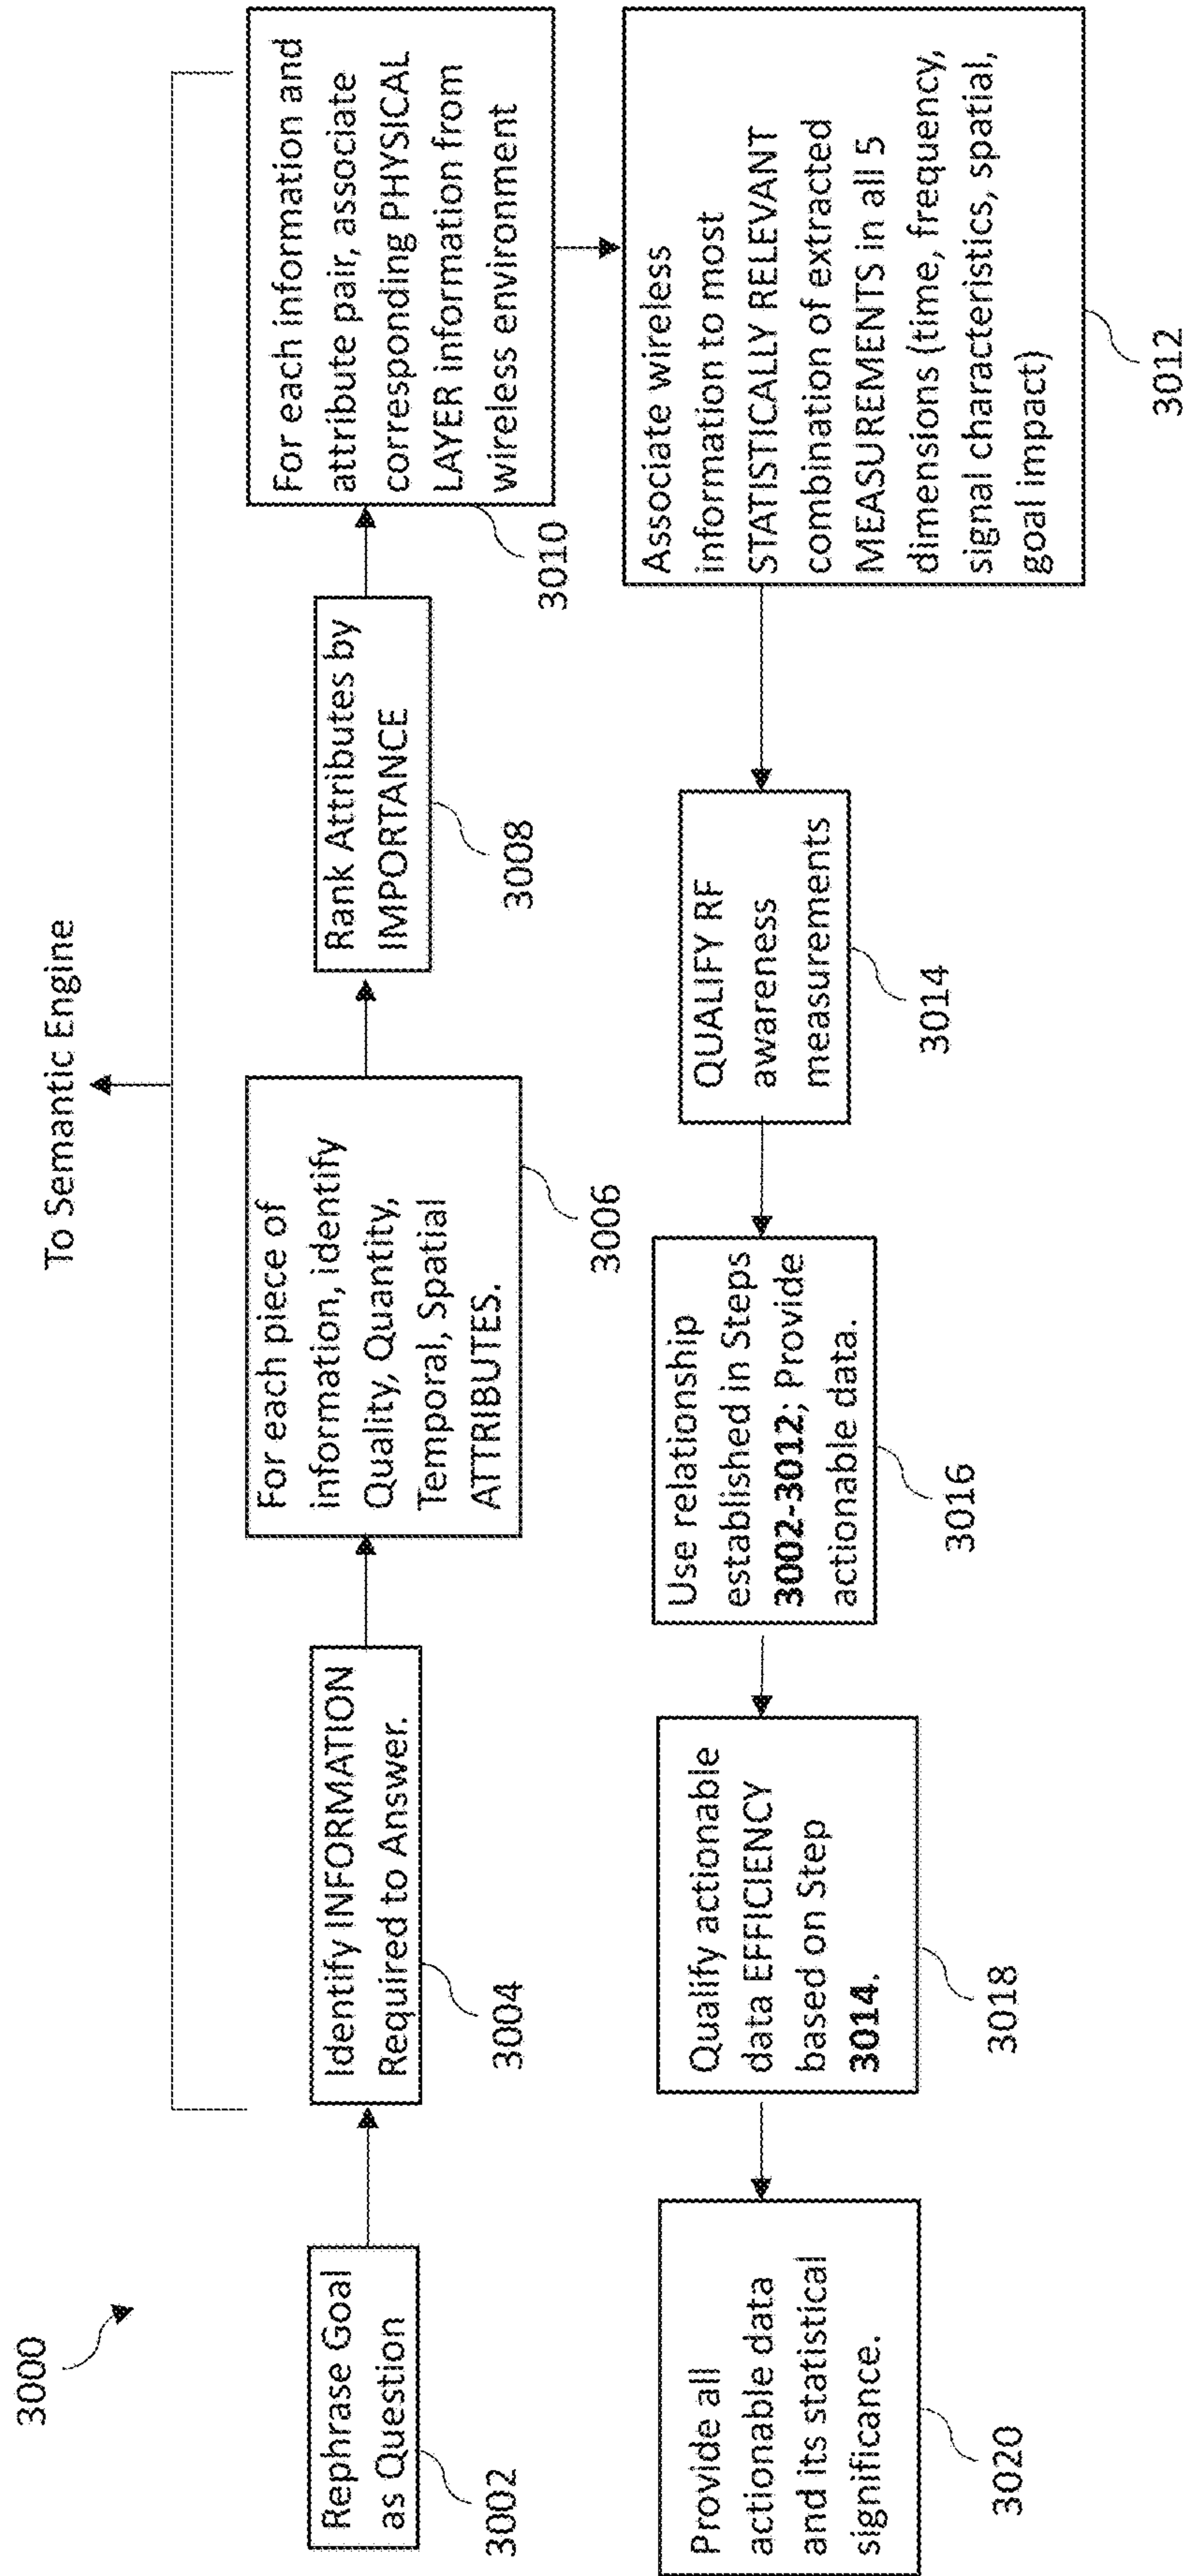 3000
To Semantic Engine
Rephrase Goal
as Question
3002
Identify INFORMATION
Required to Answer.
3004
For each piece of
information, identify
Quality, Quantity,
Temporal, Spatial
ATTRIBUTES.
3006
Rank Attributes by
IMPORTANCE
3008
For each information and
attribute pair, associate
corresponding PHYSICAL
LAYER information from
wireless environment
3010
Associate wireless
information to most
STATISTICALLY RELEVANT
combination of extracted
MEASUREMENTS in all 5
dimensions (time, frequency,
signal characteristics, spatial,
goal impact)
3012
QUALIFY RF
awareness
measurements
3014
Use relationship
established in Steps
3002-3012; Provide
actionable data.
3016
Qualify actionable
data EFFICIENCY
based on Step
3014.
3018
Provide all
actionable data
and its statistical
significance.
3020